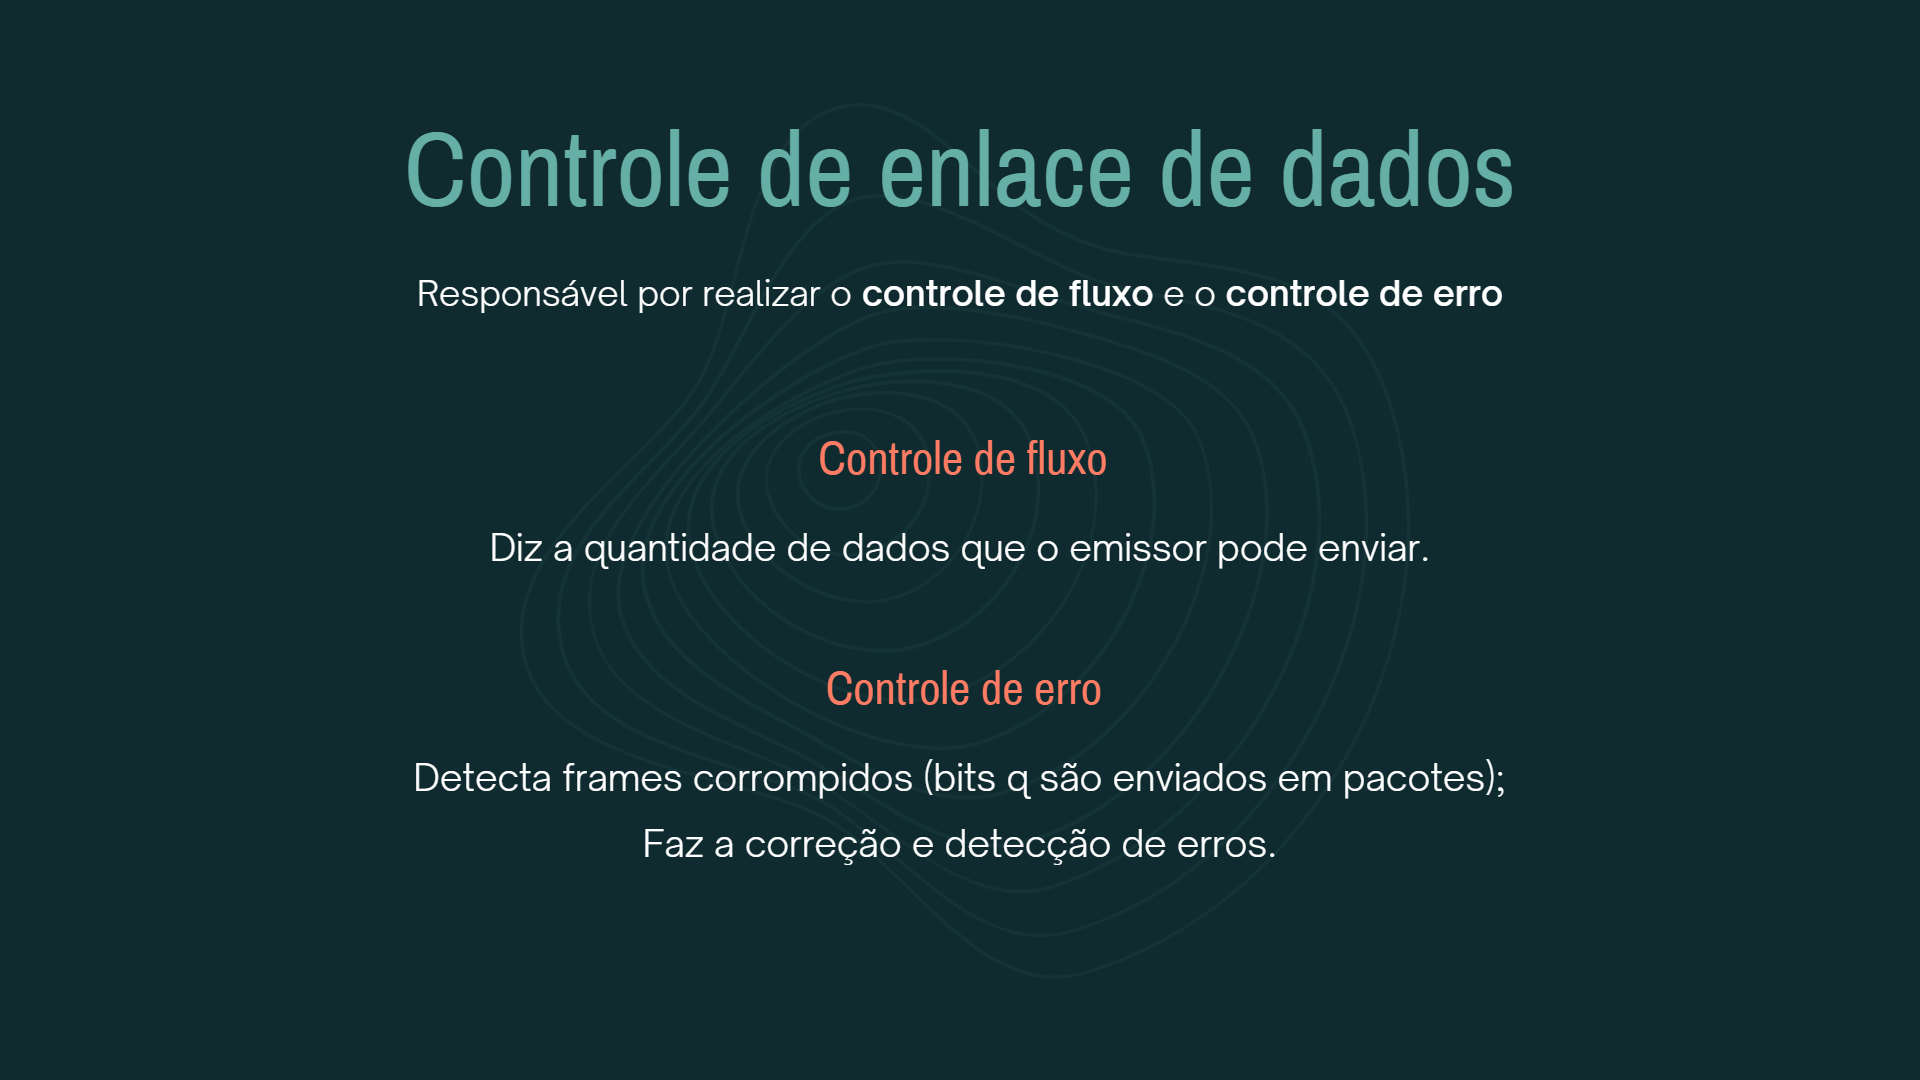 Controle de enlace de dados
Responsável por realizar o controle de fluxo e o controle de erro
Controle de fluxo
Diz a quantidade de dados que o emissor pode enviar.
Controle de erro
Detecta frames corrompidos (bits q são enviados em pacotes);
Faz a correção e detecção de erros.